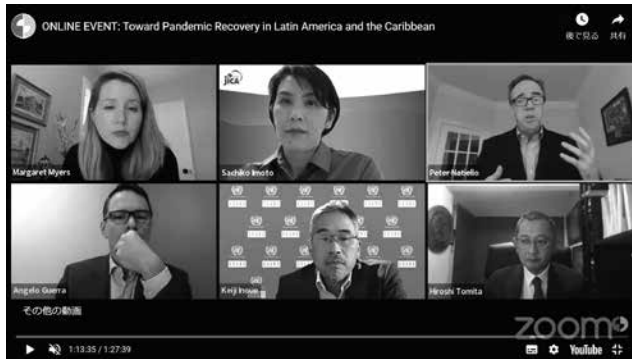 ONLINE EVENT: Toward Pandemic Recovery in Latin America and the Caribbean
後で見る
共有
jICA
Margaret Myers
Sachiko Imoto
Peter Natiello
Angelo Guerra
Keiji Inoue
Hiroshi Tomita
その他の動画
zoom
1:13:35 / 1:27:39
YouTube